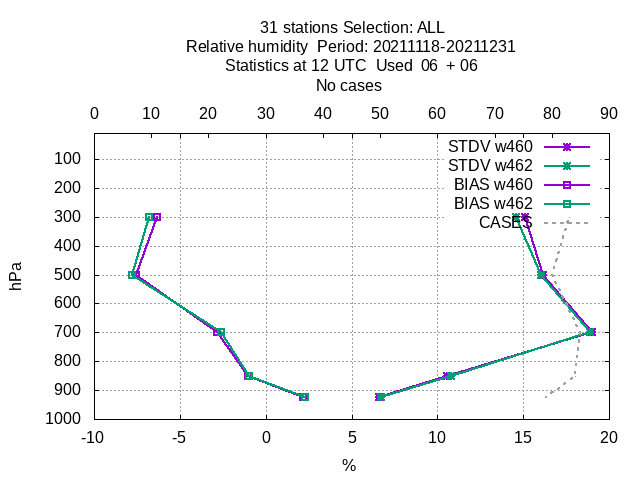 31 stations Selection: ALL
Relative humidity  Period: 20211118-20211231
Statistics at 12 UTC  Used  06  + 06
No cases
0 10 20 30 40 50 60 70 80 90
STDV w460
STDV w462
BIAS w460
BIAS w462
CASES
100
200
300
400
500
600
700
800
900
1000
hPa
-10 -5 0 5 10 15 20
%